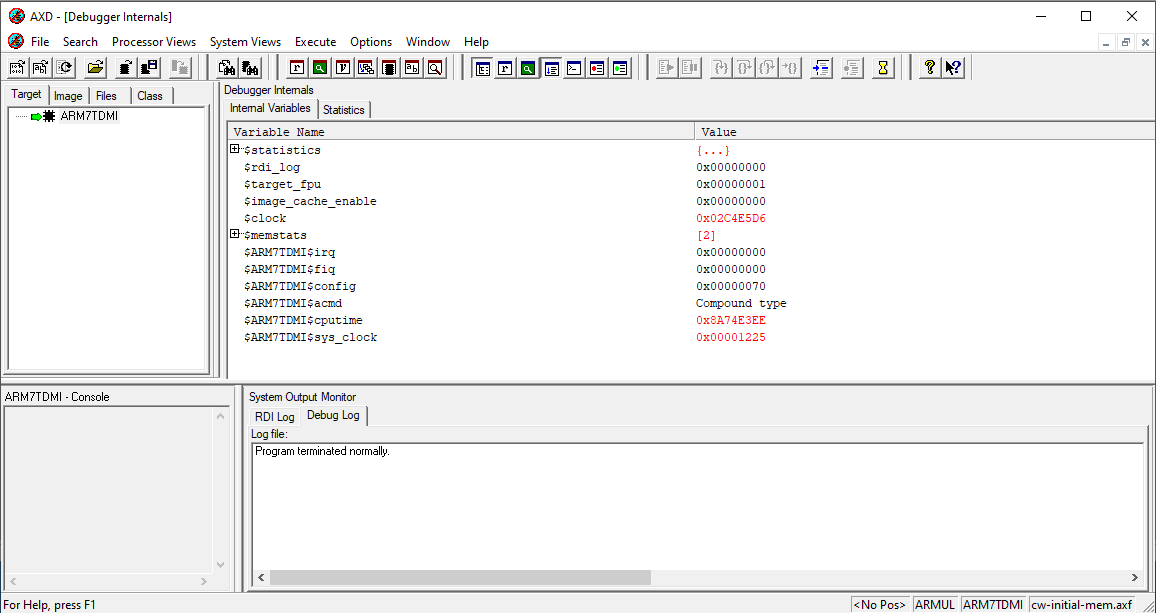 AXD - [Debugger Internals]
File Search Processor Views System Views Execute Options Window Help
Target Image Files Class
ARM7TDMI
Debugger Internals
Internal Variables Statistics
Variable Name Value
$statistics {...}
$rdi_log 0x00000000
$target_fpu 0x00000001
$image_cache_enable 0x00000000
$clock 0x02C4E5D6
$memstats [2]
$ARM7TDMI$irq 0x00000000
$ARM7TDMI$fiq 0x00000000
$ARM7TDMI$config 0x00000070
$ARM7TDMI$acmd Compound type
$ARM7TDMI$cputime 0x8A74E3EE
$ARM7TDMI$sys_clock 0x00001225
ARM7TDMI - Console
System Output Monitor
RDI Log Debug Log
Log file:
Program terminated normally.
For Help, press F1
<No Pos> ARMUL ARM7TDMI cw-initial-mem.axf